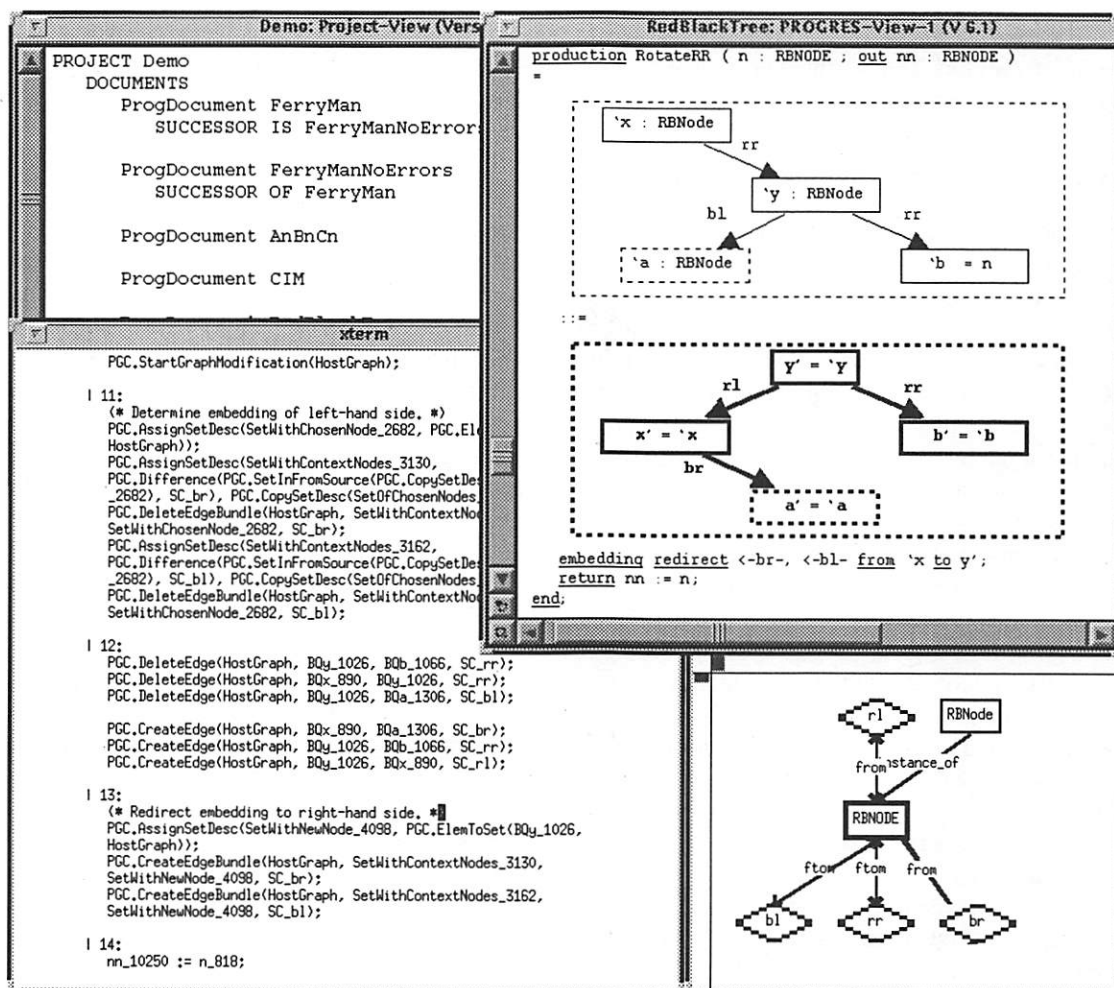 Demo: Project-View (Vers
PROJECT Demo
DOCUMENTS
ProgDocument FerryMan
SUCCESSOR IS FerryManNoErrors
ProgDocument FerryManNoErrors
SUCCESSOR OF FerryMan
ProgDocument AnBnCn
ProgDocument CIM
RedBlackTree: PROGRES-View-1 (V 6.1)
production RotateRR ( n : RBNODE ; out nn : RBNODE )
=
`x : RBNode
rr
`y : RBNode
bl
rr
`a : RBNode
`b = n
::=
y' = `y
rl
rr
x' = `x
b' = `b
br
a' = `a
embedding redirect <-br-, <-bl- from `x to y';
return nn := n;
end;
xterm
PGC.StartGraphModification(HostGraph);
| 11:
(* Determine embedding of left-hand side. *)
PGC.AssignSetDesc(SetWithChosenNode_2682, PGC.Ele
HostGraph));
PGC.AssignSetDesc(SetWithContextNodes_3130,
PGC.Difference(PGC.SetInFromSource(PGC.CopySetDes
_2682), SC_br), PGC.CopySetDesc(SetOfChosenNodes_
PGC.DeleteEdgeBundle(HostGraph, SetWithContextNod
SetWithChosenNode_2682, SC_br);
PGC.AssignSetDesc(SetWithContextNodes_3162,
PGC.Difference(PGC.SetInFromSource(PGC.CopySetDes
_2682), SC_bl), PGC.CopySetDesc(SetOfChosenNodes_
PGC.DeleteEdgeBundle(HostGraph, SetWithContextNod
SetWithChosenNode_2682, SC_bl);
| 12:
PGC.DeleteEdge(HostGraph, BQy_1026, BQb_1066, SC_rr);
PGC.DeleteEdge(HostGraph, BQx_890, BQy_1026, SC_rr);
PGC.DeleteEdge(HostGraph, BQy_1026, BQa_1306, SC_bl);
PGC.CreateEdge(HostGraph, BQx_890, BQa_1306, SC_br);
PGC.CreateEdge(HostGraph, BQy_1026, BQb_1066, SC_rr);
PGC.CreateEdge(HostGraph, BQy_1026, BQx_890, SC_rl);
| 13:
(* Redirect embedding to right-hand side. *)
PGC.AssignSetDesc(SetWithNewNode_4098, PGC.ElemToSet(BQy_1026,
HostGraph));
PGC.CreateEdgeBundle(HostGraph, SetWithContextNodes_3130,
SetWithNewNode_4098, SC_br);
PGC.CreateEdgeBundle(HostGraph, SetWithContextNodes_3162,
SetWithNewNode_4098, SC_bl);
| 14:
nn_10250 := n_818;
rl
RBNode
from
nstance_of
RBNODE
ftom
ftom
from
bl
rr
br